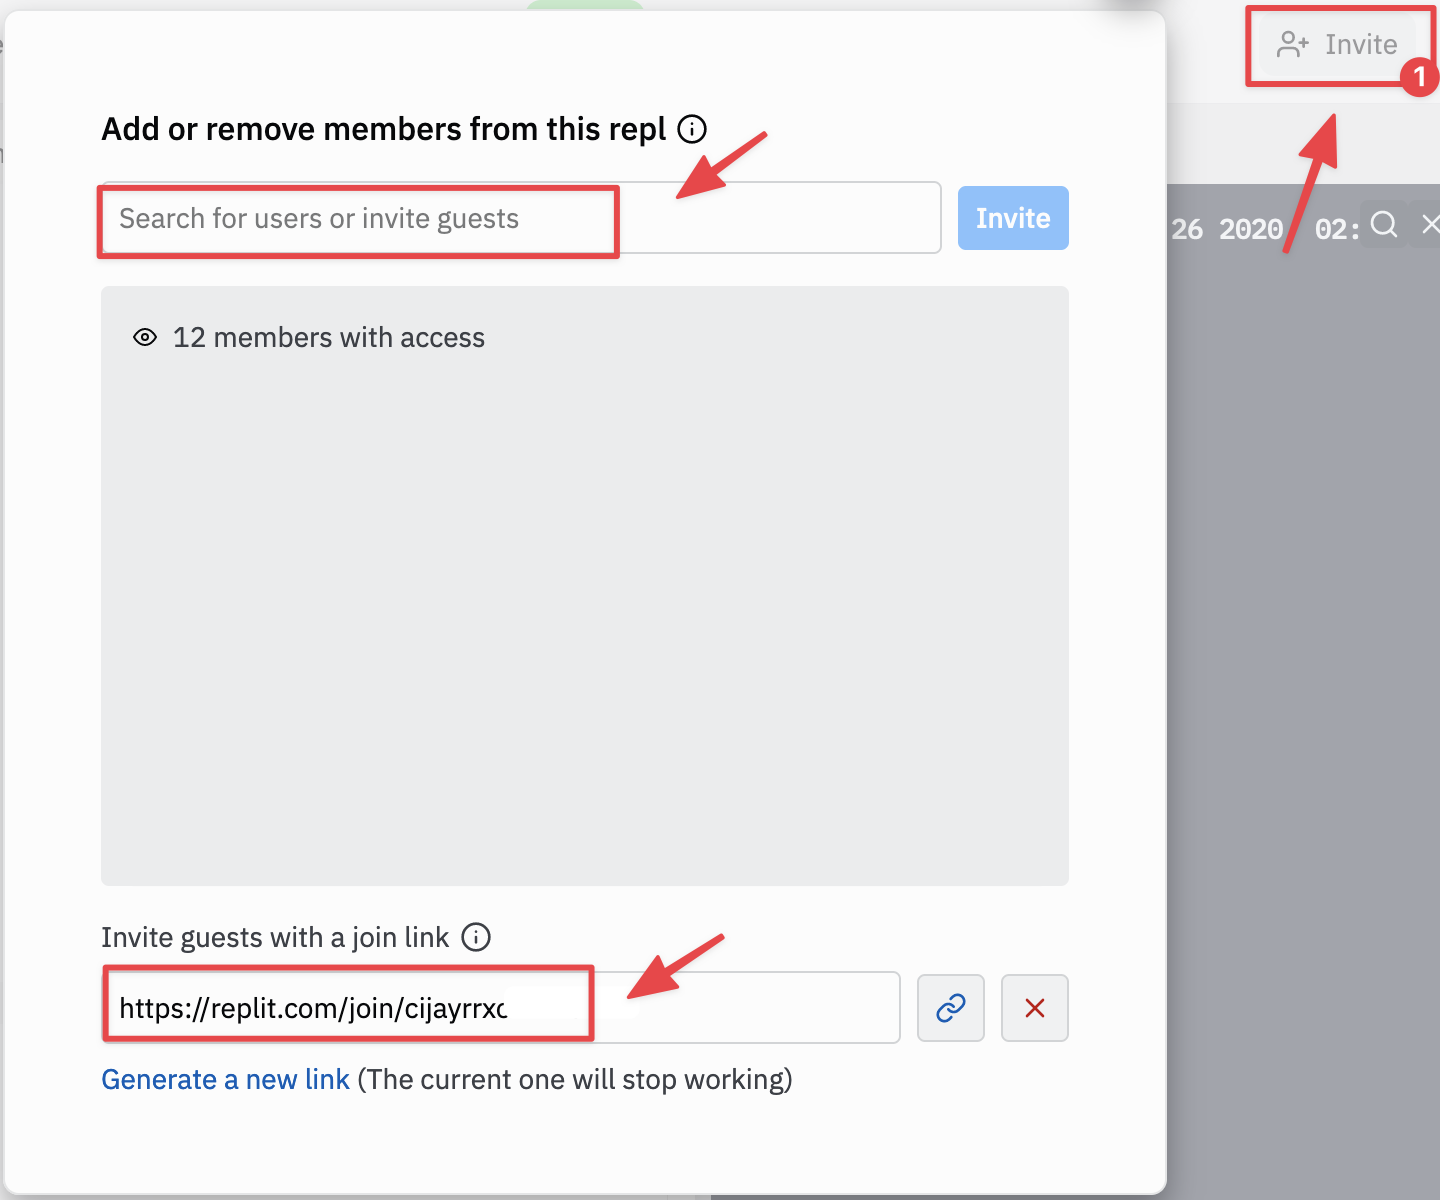 Invite
1
Add or remove members from this repl
Search for users or invite guests
Invite
26 2020 02:
12 members with access
Invite guests with a join link
https://replit.com/join/cijayrrxc
Generate a new link (The current one will stop working)